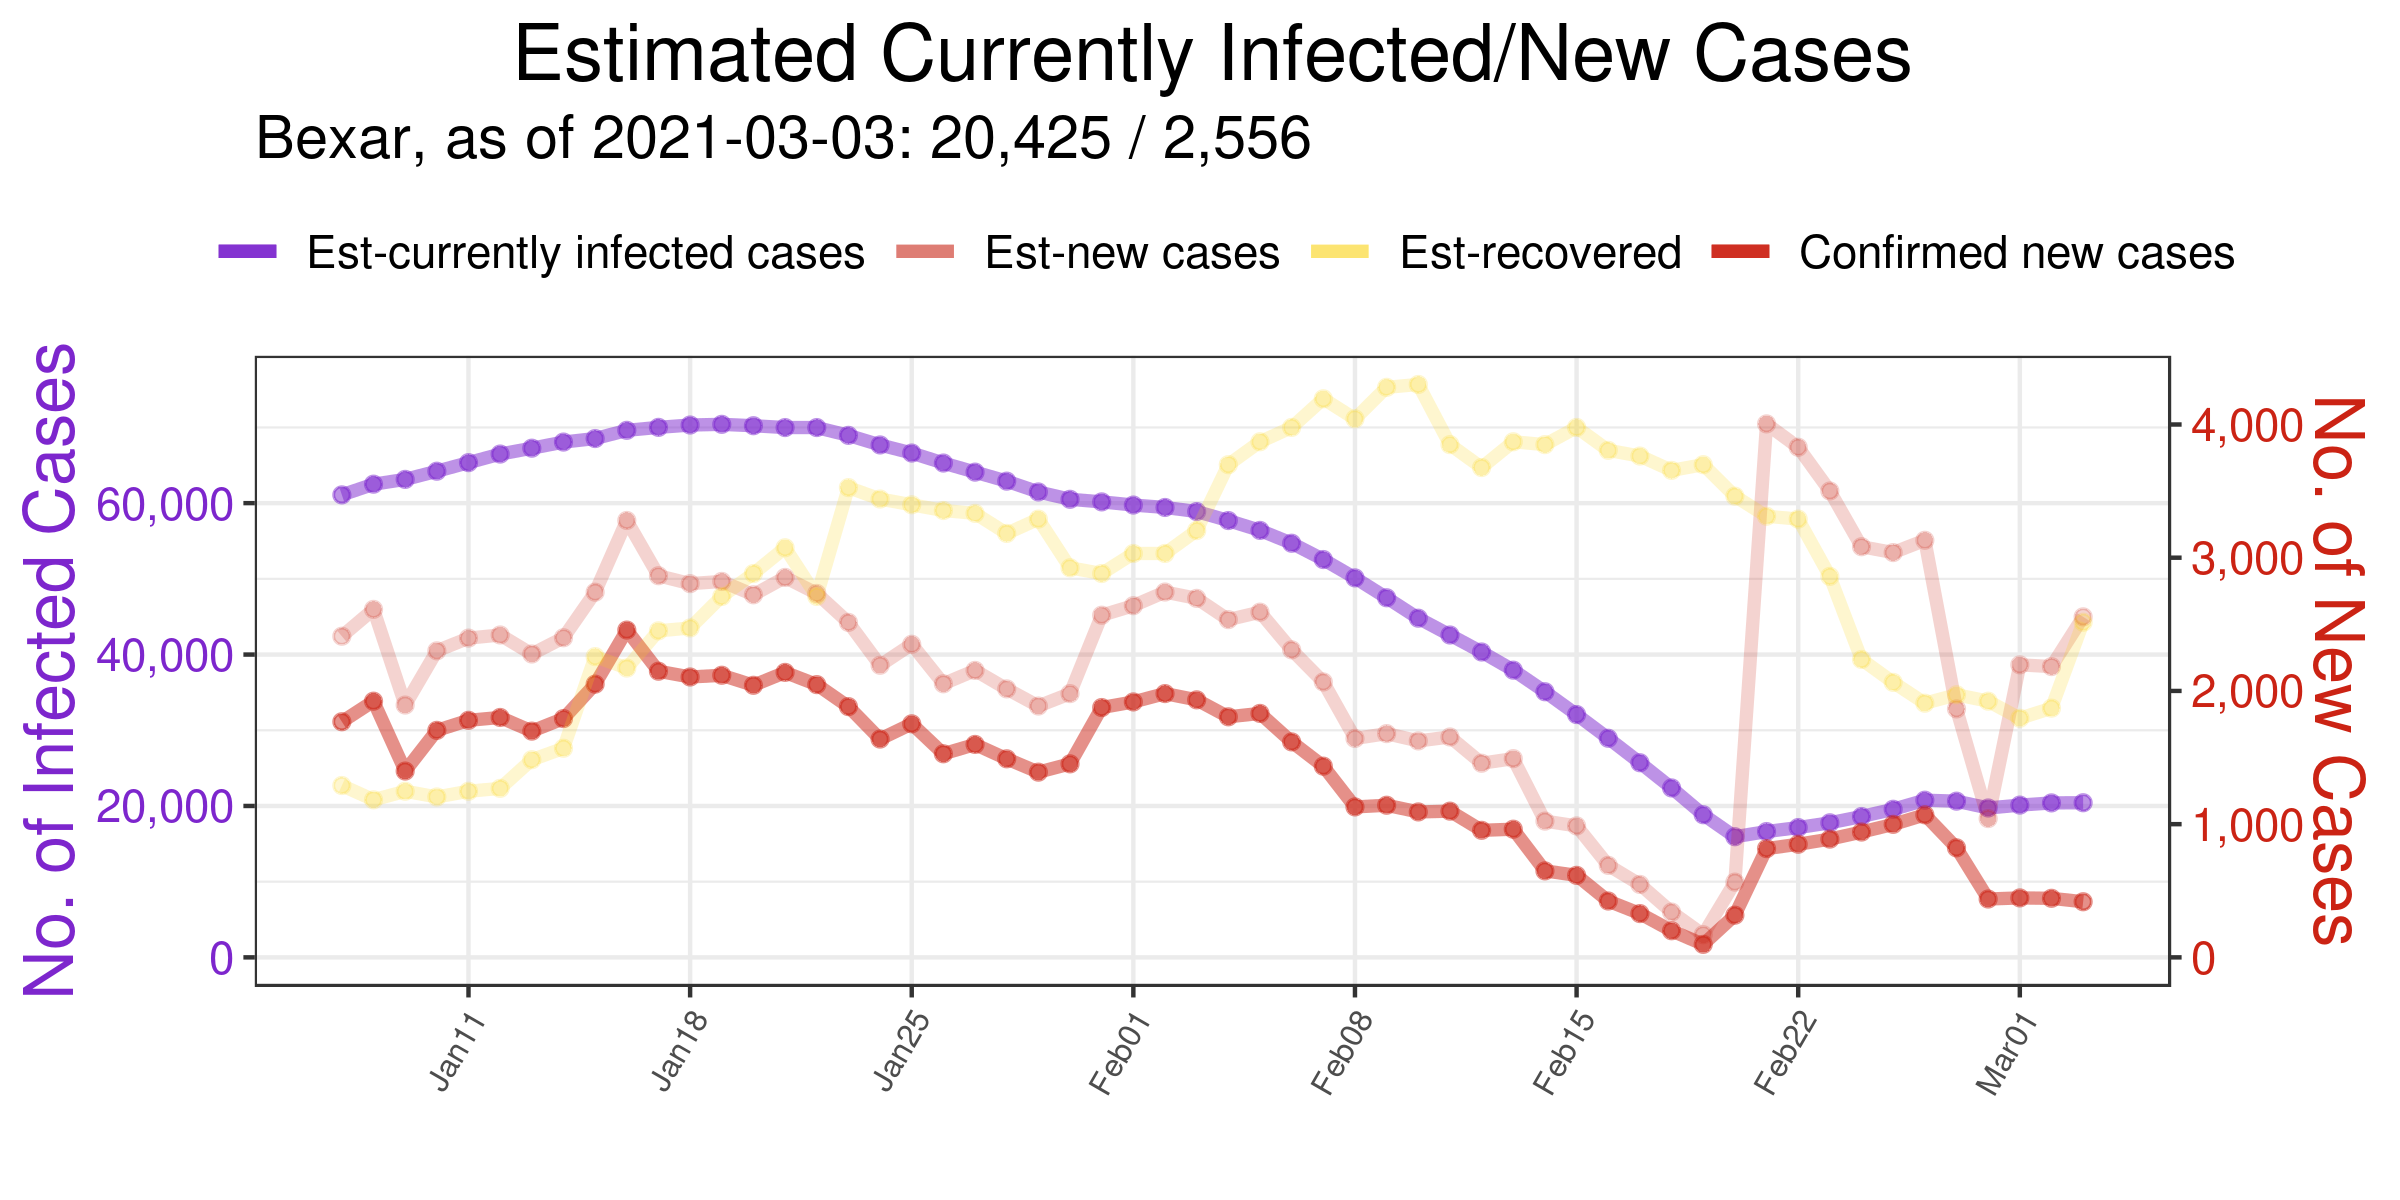 Estimated Currently Infected/New Cases
Bexar, as of 2021-03-03: 20,425 / 2,556
Est-currently infected cases
Est-new cases
Est-recovered
Confirmed new cases
No. of Infected Cases
60,000
40,000
20,000
0
4,000
3,000
2,000
1,000
0
No. of New Cases
Jan11
Jan18
Jan25
Feb01
Feb08
Feb15
Feb22
Mar01